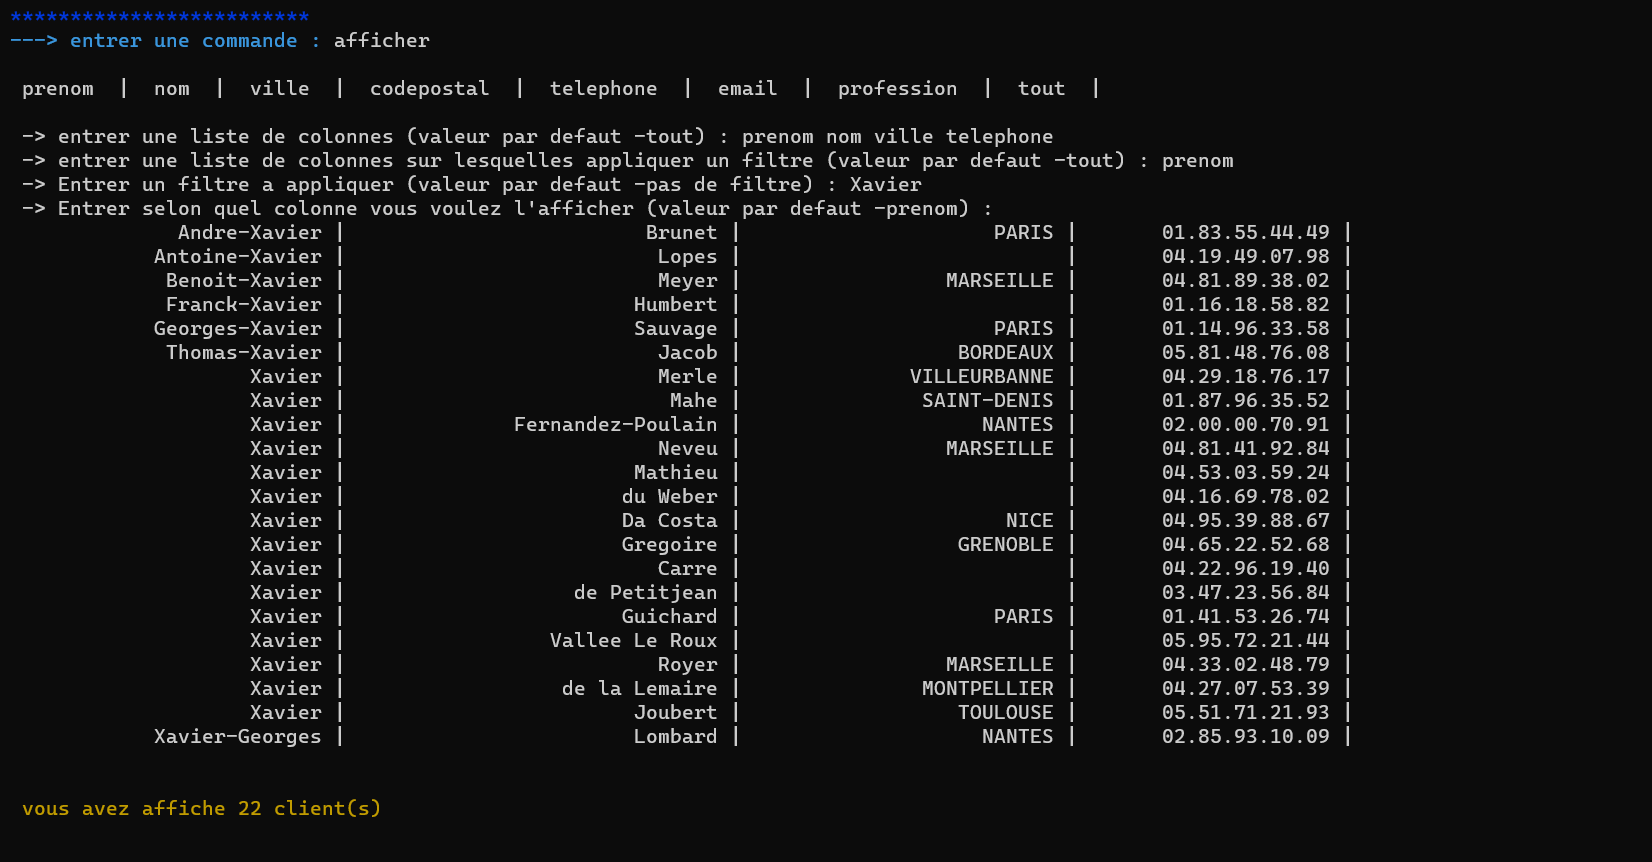 *************************
---> entrer une commande : afficher
prenom | nom | ville | codepostal | telephone | email | profession | tout |
-> entrer une liste de colonnes (valeur par defaut -tout) : prenom nom ville telephone
-> entrer une liste de colonnes sur lesquelles appliquer un filtre (valeur par defaut -tout) : prenom
-> Entrer un filtre a appliquer (valeur par defaut -pas de filtre) : Xavier
-> Entrer selon quel colonne vous voulez l'afficher (valeur par defaut -prenom) :
Andre-Xavier | Brunet | PARIS | 01.83.55.44.49 |
Antoine-Xavier | Lopes | | 04.19.49.07.98 |
Benoit-Xavier | Meyer | MARSEILLE | 04.81.89.38.02 |
Franck-Xavier | Humbert | | 01.16.18.58.82 |
Georges-Xavier | Sauvage | PARIS | 01.14.96.33.58 |
Thomas-Xavier | Jacob | BORDEAUX | 05.81.48.76.08 |
Xavier | Merle | VILLEURBANNE | 04.29.18.76.17 |
Xavier | Mahe | SAINT-DENIS | 01.87.96.35.52 |
Xavier | Fernandez-Poulain | NANTES | 02.00.00.70.91 |
Xavier | Neveu | MARSEILLE | 04.81.41.92.84 |
Xavier | Mathieu | | 04.53.03.59.24 |
Xavier | du Weber | | 04.16.69.78.02 |
Xavier | Da Costa | NICE | 04.95.39.88.67 |
Xavier | Gregoire | GRENOBLE | 04.65.22.52.68 |
Xavier | Carre | | 04.22.96.19.40 |
Xavier | de Petitjean | | 03.47.23.56.84 |
Xavier | Guichard | PARIS | 01.41.53.26.74 |
Xavier | Vallee Le Roux | | 05.95.72.21.44 |
Xavier | Royer | MARSEILLE | 04.33.02.48.79 |
Xavier | de la Lemaire | MONTPELLIER | 04.27.07.53.39 |
Xavier | Joubert | TOULOUSE | 05.51.71.21.93 |
Xavier-Georges | Lombard | NANTES | 02.85.93.10.09 |
vous avez affiche 22 client(s)